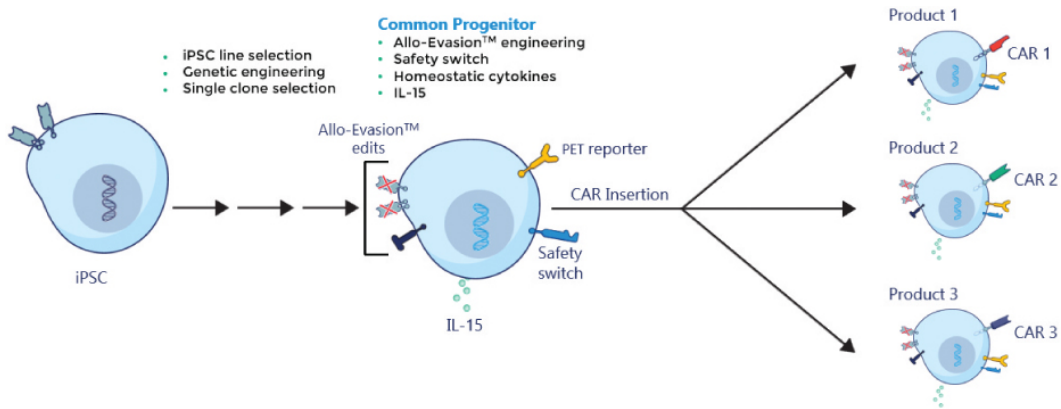 iPSC line selection
Genetic engineering
Single clone selection
Common Progenitor
Allo-Evasion™ engineering
Safety switch
Homeostatic cytokines
IL-15
iPSC
Allo-Evasion™
edits
PET reporter
Safety
switch
IL-15
CAR Insertion
Product 1
CAR 1
Product 2
CAR 2
Product 3
CAR 3